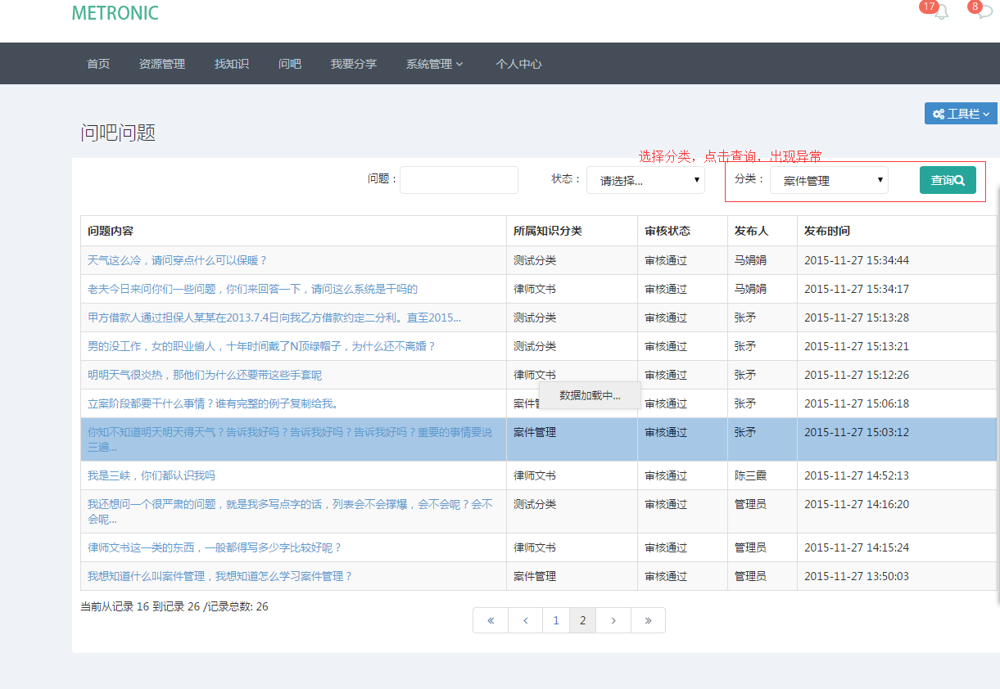 METRONIC
17
8
首页 资源管理 找知识 问吧 我要分享 系统管理 个人中心
工具栏
问吧问题
选择分类，点击查询，出现异常
问题： 状态： 请选择... 分类： 案件管理 查询
问题内容 所属知识分类 审核状态 发布人 发布时间
天气这么冷，请问穿点什么可以保暖？ 测试分类 审核通过 马娟娟 2015-11-27 15:34:44
老夫今日来问你们一些问题，你们来回答一下，请问这么系统是干吗的 律师文书 审核通过 马娟娟 2015-11-27 15:34:17
甲方借款人通过担保人某某在2013.7.4日向我乙方借款约定二分利。直至2015... 测试分类 审核通过 张矛 2015-11-27 15:13:28
男的没工作，女的职业偷人，十年时间戴了N顶绿帽子，为什么还不离婚？ 测试分类 审核通过 张矛 2015-11-27 15:13:21
明明天气很炎热，那他们为什么还要带这些手套呢 律师文书 审核通过 张矛 2015-11-27 15:12:26
立案阶段都要干什么事情？谁有完整的例子复制给我。 案件 审核通过 张矛 2015-11-27 15:06:18
数据加载中...
你知不知道明天明天得天气？告诉我好吗？告诉我好吗？告诉我好吗？重要的事情要说 案件管理 审核通过 张矛 2015-11-27 15:03:12
三遍...
我是三峡，你们都认识我吗 律师文书 审核通过 陈三霞 2015-11-27 14:52:13
我还想问一个很严肃的问题，就是我多写点字的话，列表会不会撑爆，会不会呢？会不 测试分类 审核通过 管理员 2015-11-27 14:16:20
会呢...
律师文书这一类的东西，一般都得写多少字比较好呢？ 律师文书 审核通过 管理员 2015-11-27 14:15:24
我想知道什么叫案件管理，我想知道怎么学习案件管理？ 案件管理 审核通过 管理员 2015-11-27 13:50:03
当前从记录 16 到记录 26 /记录总数: 26
« ‹ 1 2 › »